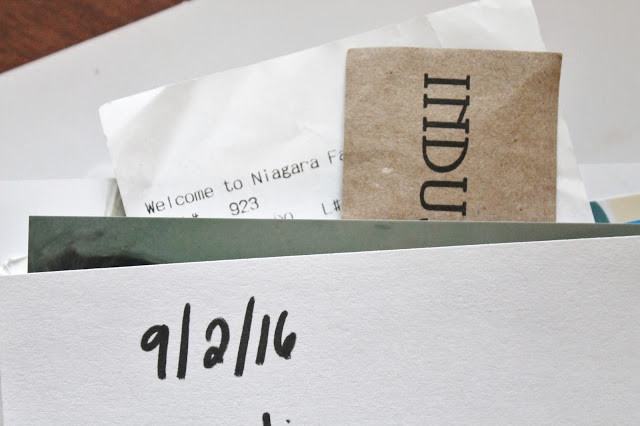 INDU
Welcome to Niagara Fa
# 923
L#
9/2/16